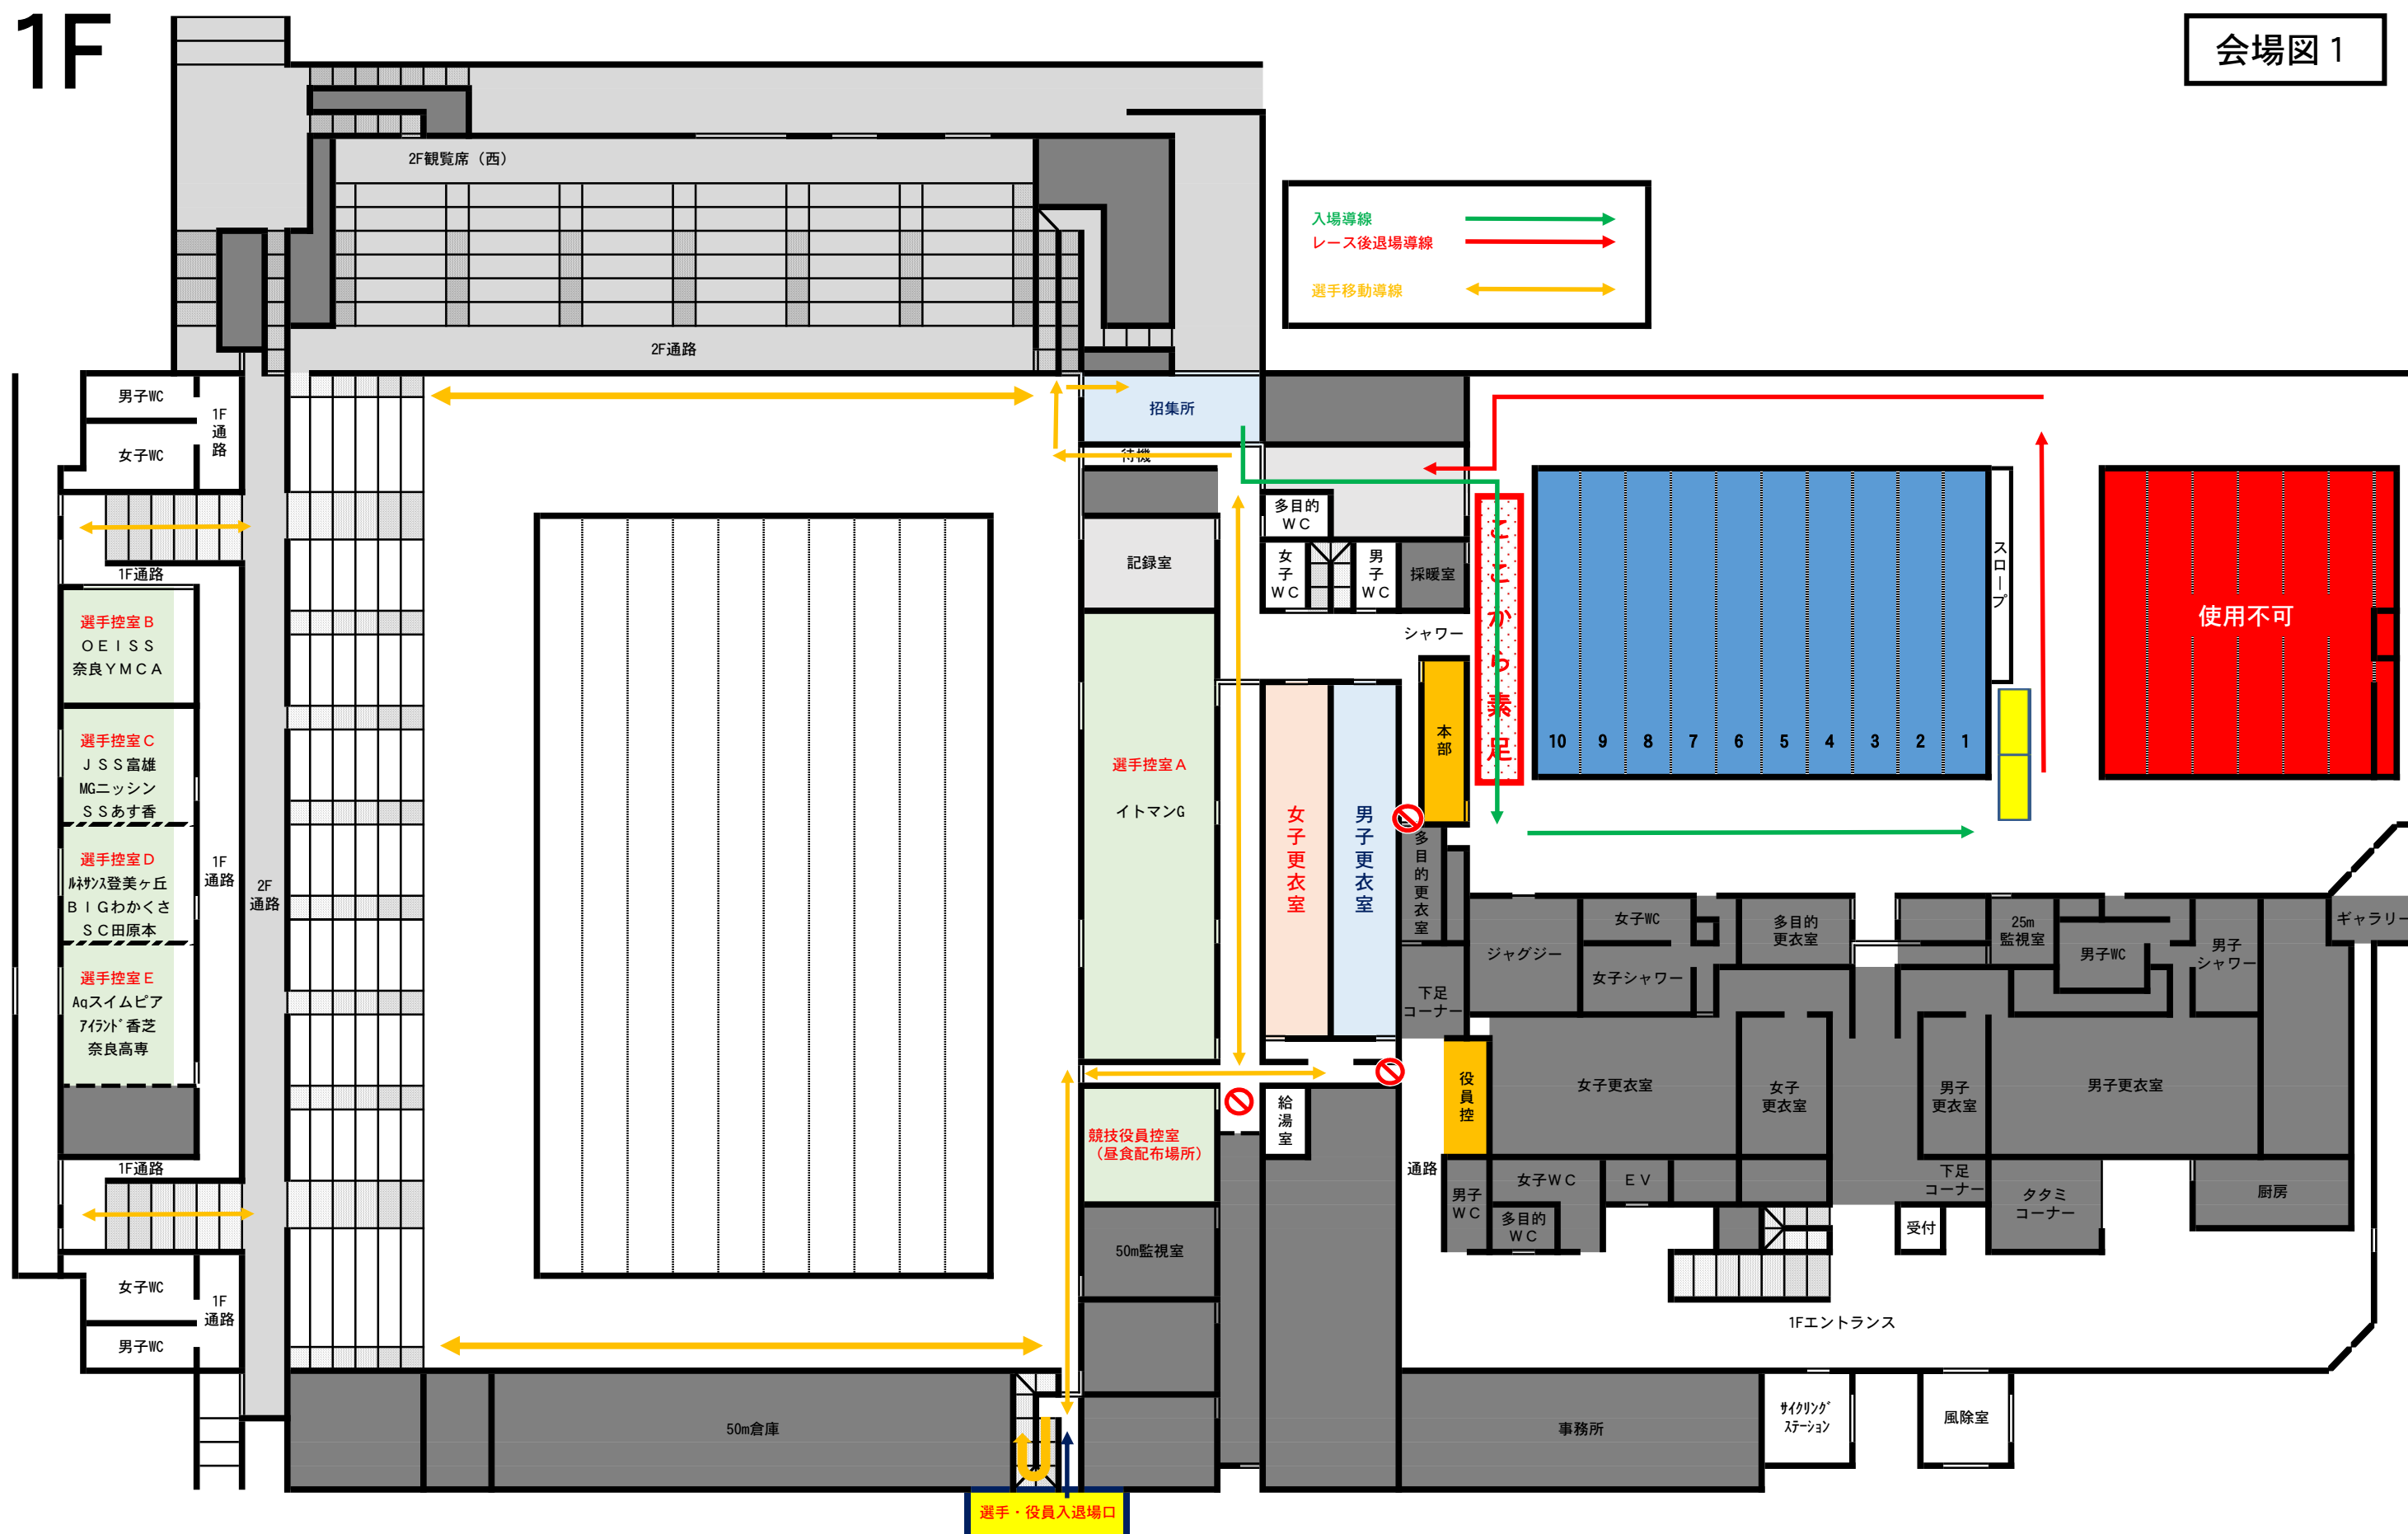 1F
会場図１
2F観覧席（西）
入場導線
レース後退場導線
選手移動導線
2F通路
男子WC
女子WC
1F
通
路
招集所
待機
多目的
ＷＣ
女
子
ＷＣ
男
子
ＷＣ
採暖室
シャワー
記録室
1F通路
選手控室Ｂ
ＯＥＩＳＳ
奈良ＹＭＣＡ
選手控室Ｃ
ＪＳＳ富雄
MGニッシン
ＳＳあす香
選手控室Ｄ
ﾙﾈｻﾝｽ登美ヶ丘
ＢＩＧわかくさ
ＳＣ田原本
選手控室Ｅ
Aqスイムピア
ｱｲﾗﾝﾄﾞ香芝
奈良高専
1F
通路
2F
通路
選手控室Ａ
イトマンG
女子更衣室
男子更衣室
本部
ここから素足
10 9 8 7 6 5 4 3 2 1
スロープ
使用不可
多目的更衣室
下足
コーナー
ジャグジー
女子WC
女子シャワー
多目的
更衣室
25m
監視室
男子WC
男子
シャワー
ギャラリー
役員控
女子更衣室
女子
更衣室
男子
更衣室
男子更衣室
競技役員控室
（昼食配布場所）
給湯室
通路
男子
ＷＣ
女子ＷＣ
多目的
ＷＣ
ＥＶ
下足
コーナー
受付
タタミ
コーナー
厨房
50m監視室
1F通路
女子WC
男子WC
1F
通路
1Fエントランス
50m倉庫
事務所
ｻｲｸﾘﾝｸﾞ
ｽﾃｰｼｮﾝ
風除室
選手・役員入退場口